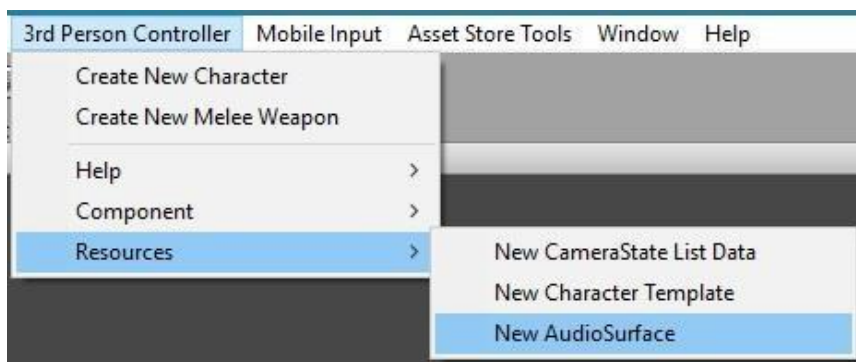 3rd Person Controller Mobile Input Asset Store Tools Window Help
Create New Character
Create New Melee Weapon
Help
Component
Resources
New CameraState List Data
New Character Template
New AudioSurface